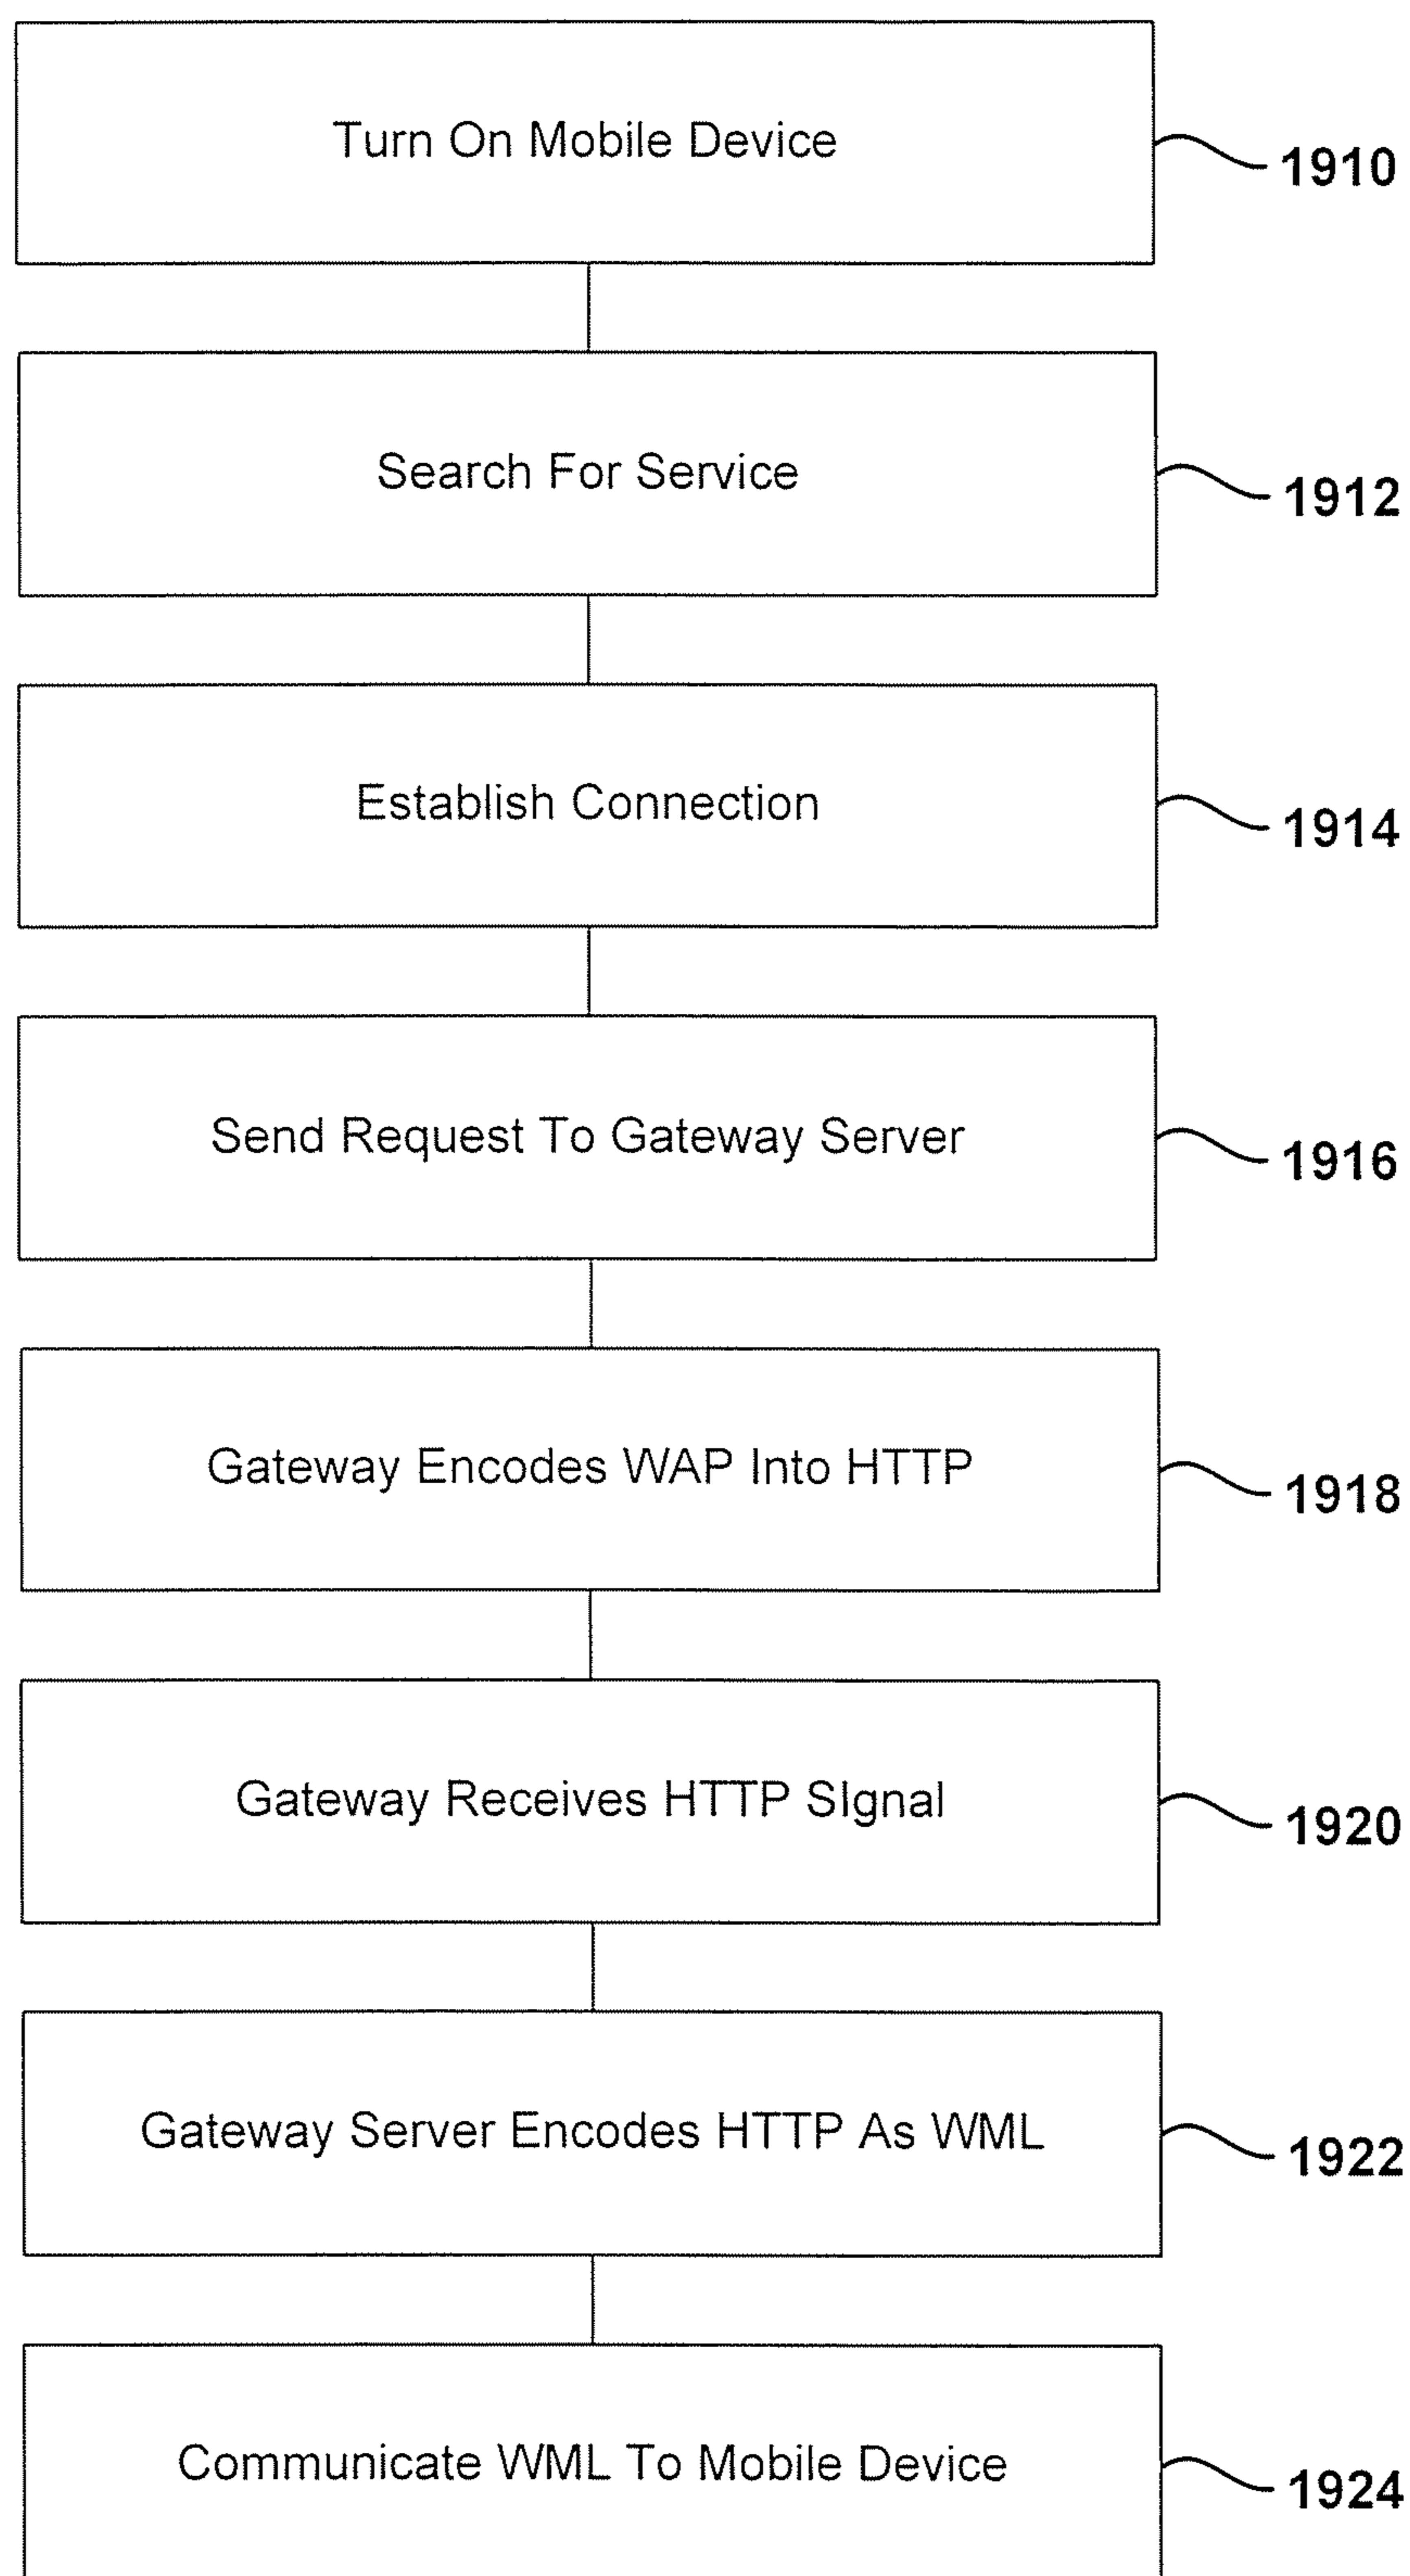 Turn On Mobile Device
1910
Search For Service
1912
Establish Connection
1914
Send Request To Gateway Server
1916
Gateway Encodes WAP Into HTTP
1918
Gateway Receives HTTP SIgnal
1920
Gateway Server Encodes HTTP As WML
1922
Communicate WML To Mobile Device
1924